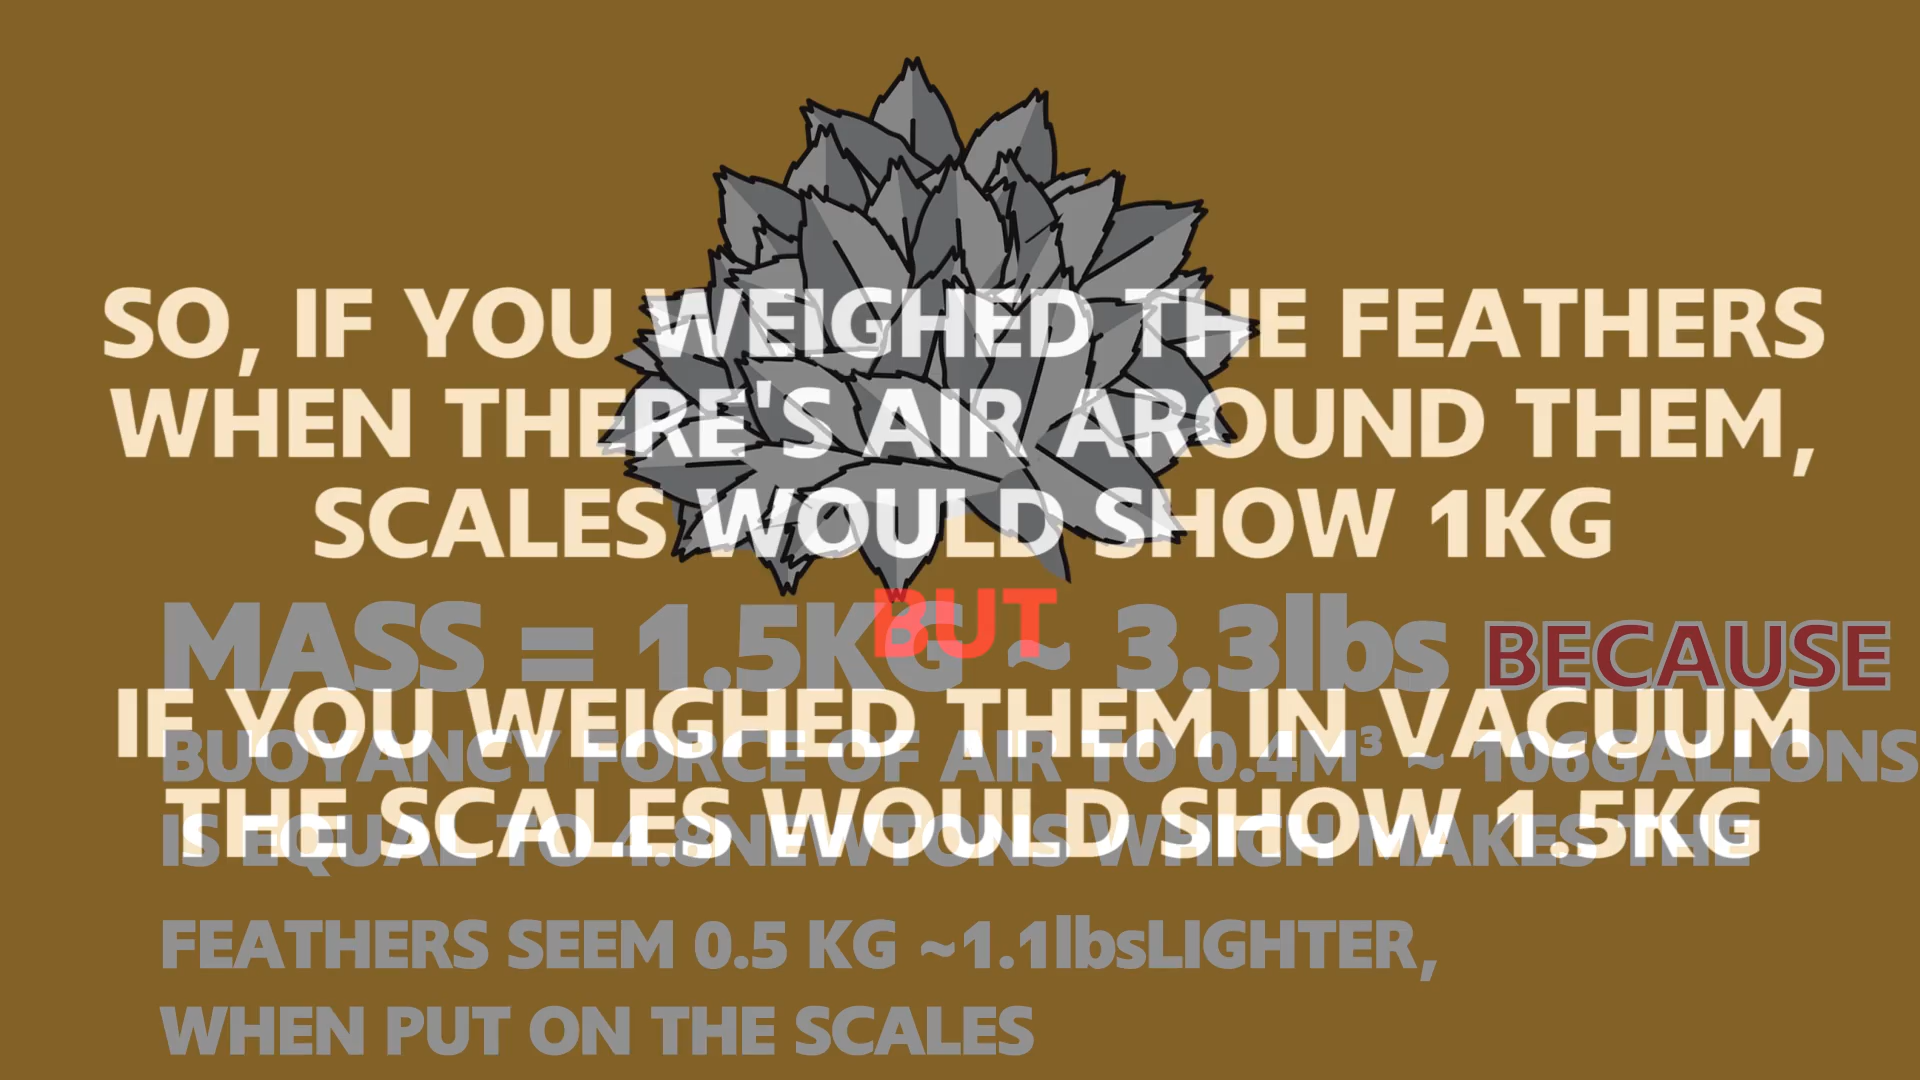 SO, IF YOU WEIGHED THE FEATHERS
WHEN THERE'S AIR AROUND THEM,
SCALES WOULD SHOW 1KG
BUT
MASS = 1.5KG ~ 3.3lbs BECAUSE
IF YOU WEIGHED THEM IN VACUUM
BUOYANCY FORCE OF AIR TO 0.4M³ ~ 106GALLONS
THE SCALES WOULD SHOW 1.5KG
IS EQUAL TO 4.8NEWTONS WHICH MAKES THE
FEATHERS SEEM 0.5 KG ~1.1lbsLIGHTER,
WHEN PUT ON THE SCALES